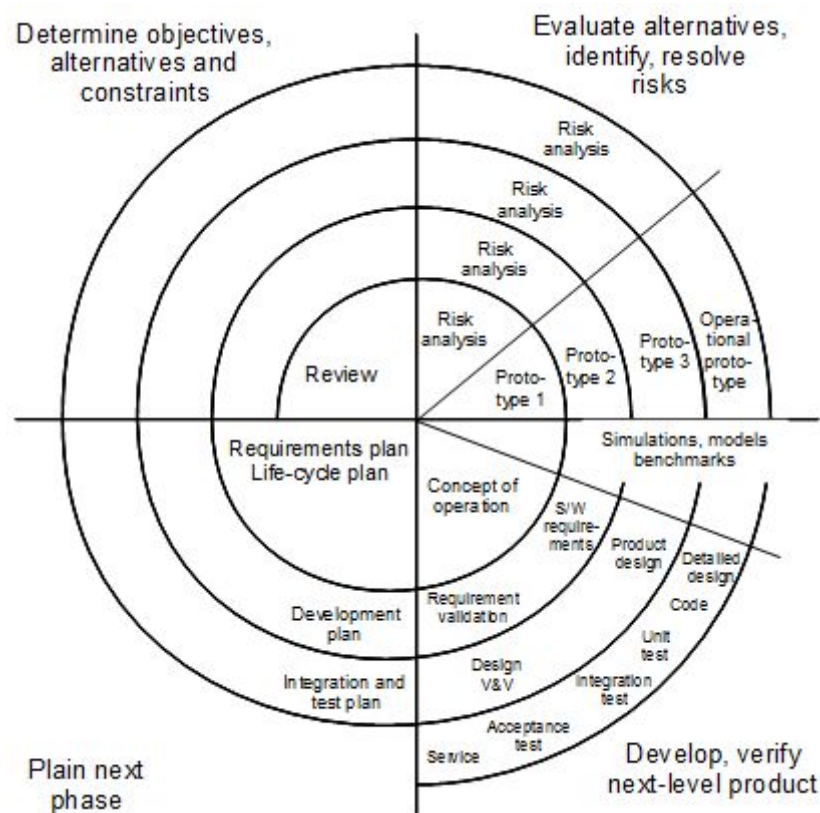 Determine objectives,
alternatives and
constraints
Evaluate alternatives,
identify, resolve
risks
Risk
analysis
Risk
analysis
Risk
analysis
Risk
analysis
Review
Proto-
type 1
Proto-
type 2
Proto-
type 3
Opera-
tional
proto-
type
Simulations, models
benchmarks
Requirements plan
Life-cycle plan
Concept of
operation
S/W
require-
ments
Product
design
Detailed
design
Code
Unit
test
Integration
test
Acceptance
test
Service
Requirement
validation
Design
V&V
Development
plan
Integration and
test plan
Plain next
phase
Develop, verify
next-level product